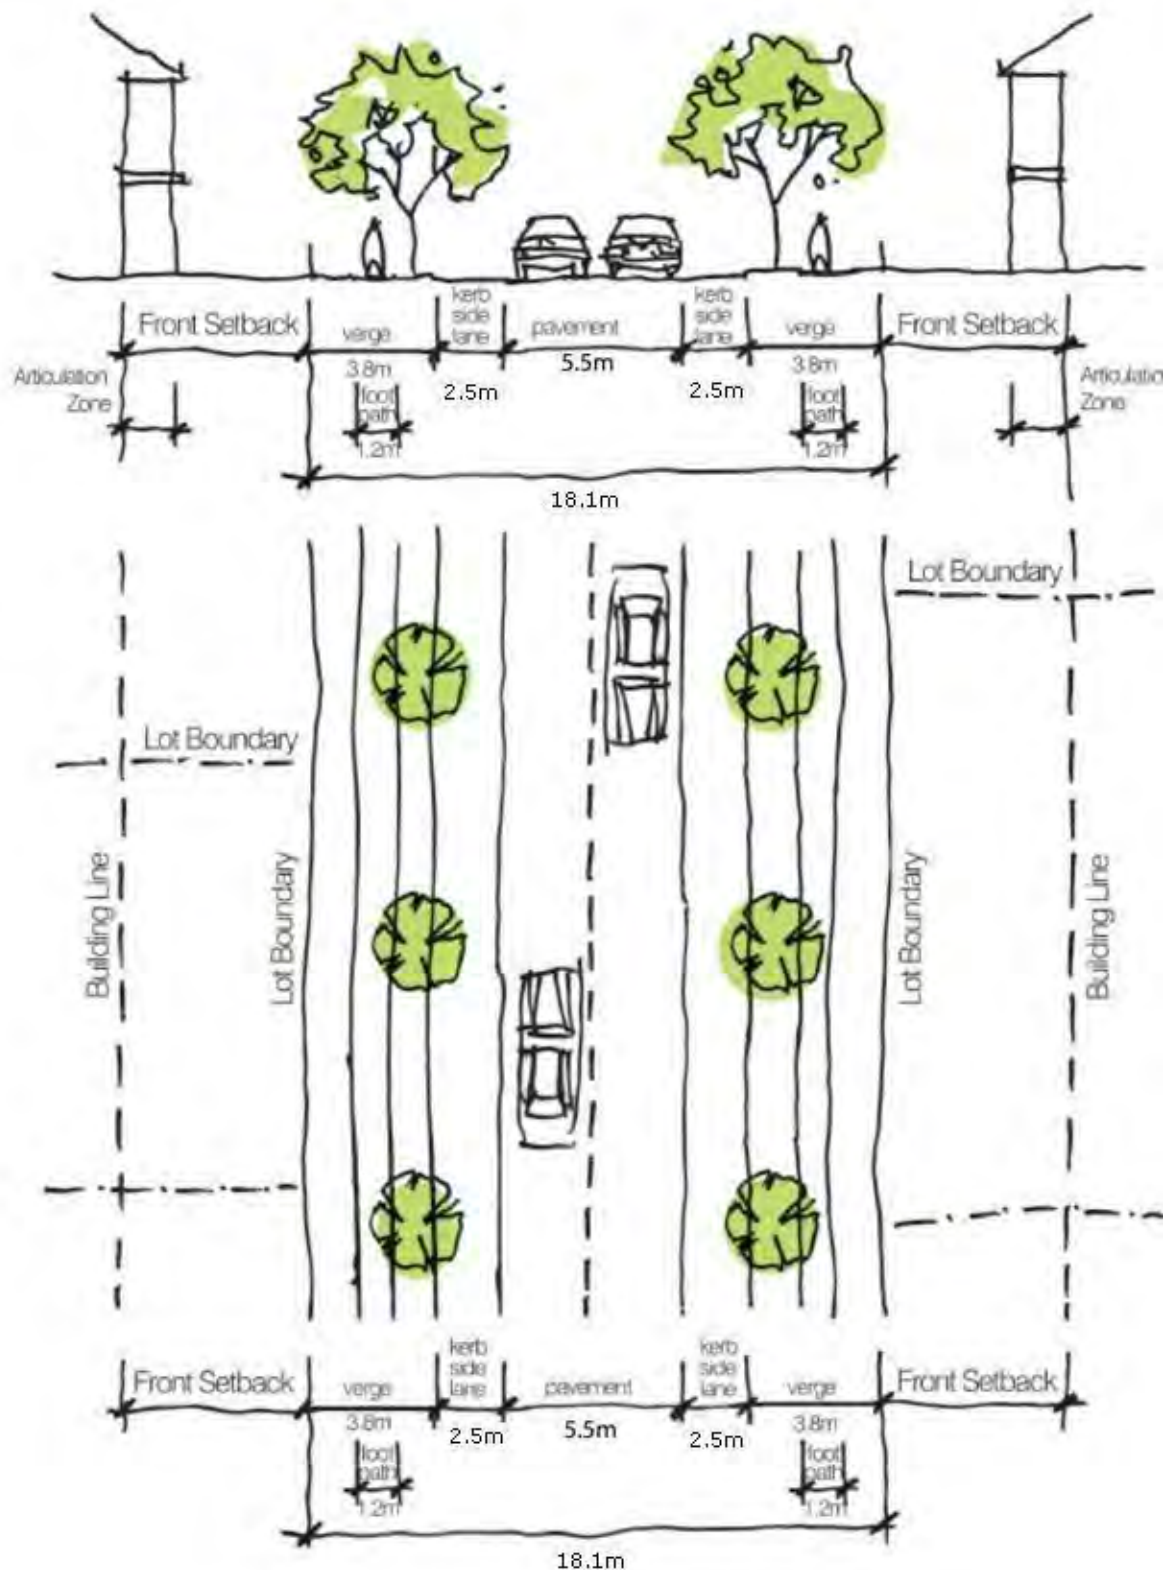 Front Setback
verge
kerb
side
lane
pavement
kerb
side
lane
verge
Front Setback
Articulation
Zone
3.8m
foot
path
1.2m
2.5m
5.5m
2.5m
3.8m
foot
path
1.2m
Articulatio
Zone
18.1m
Lot Boundary
Lot Boundary
Building Line
Lot Boundary
Lot Boundary
Building Line
Front Setback
verge
kerb
side
lane
pavement
kerb
side
lane
verge
Front Setback
3.8m
foot
path
1.2m
2.5m
5.5m
2.5m
3.8m
foot
path
1.2m
18.1m